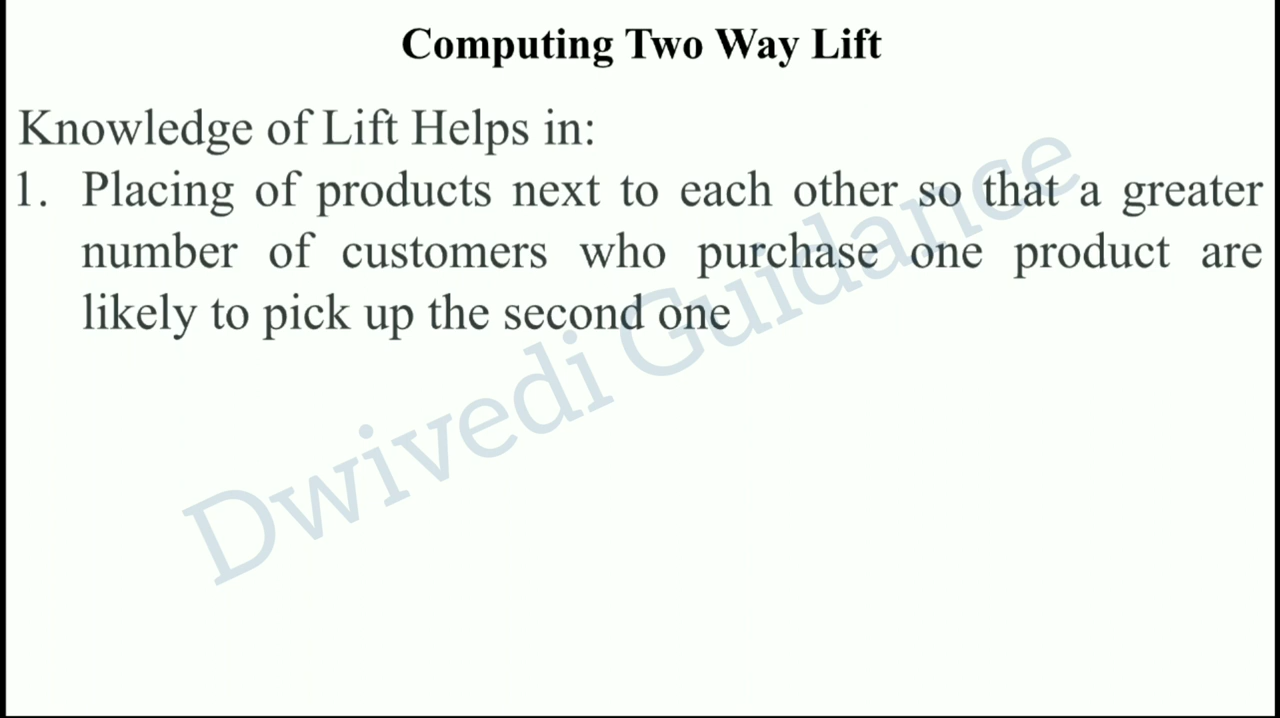 Computing Two Way Lift
Knowledge of Lift Helps in:
1. Placing of products next to each other so that a greater
number of customers who purchase one product are
likely to pick up the second one
Dwivedi Guidance